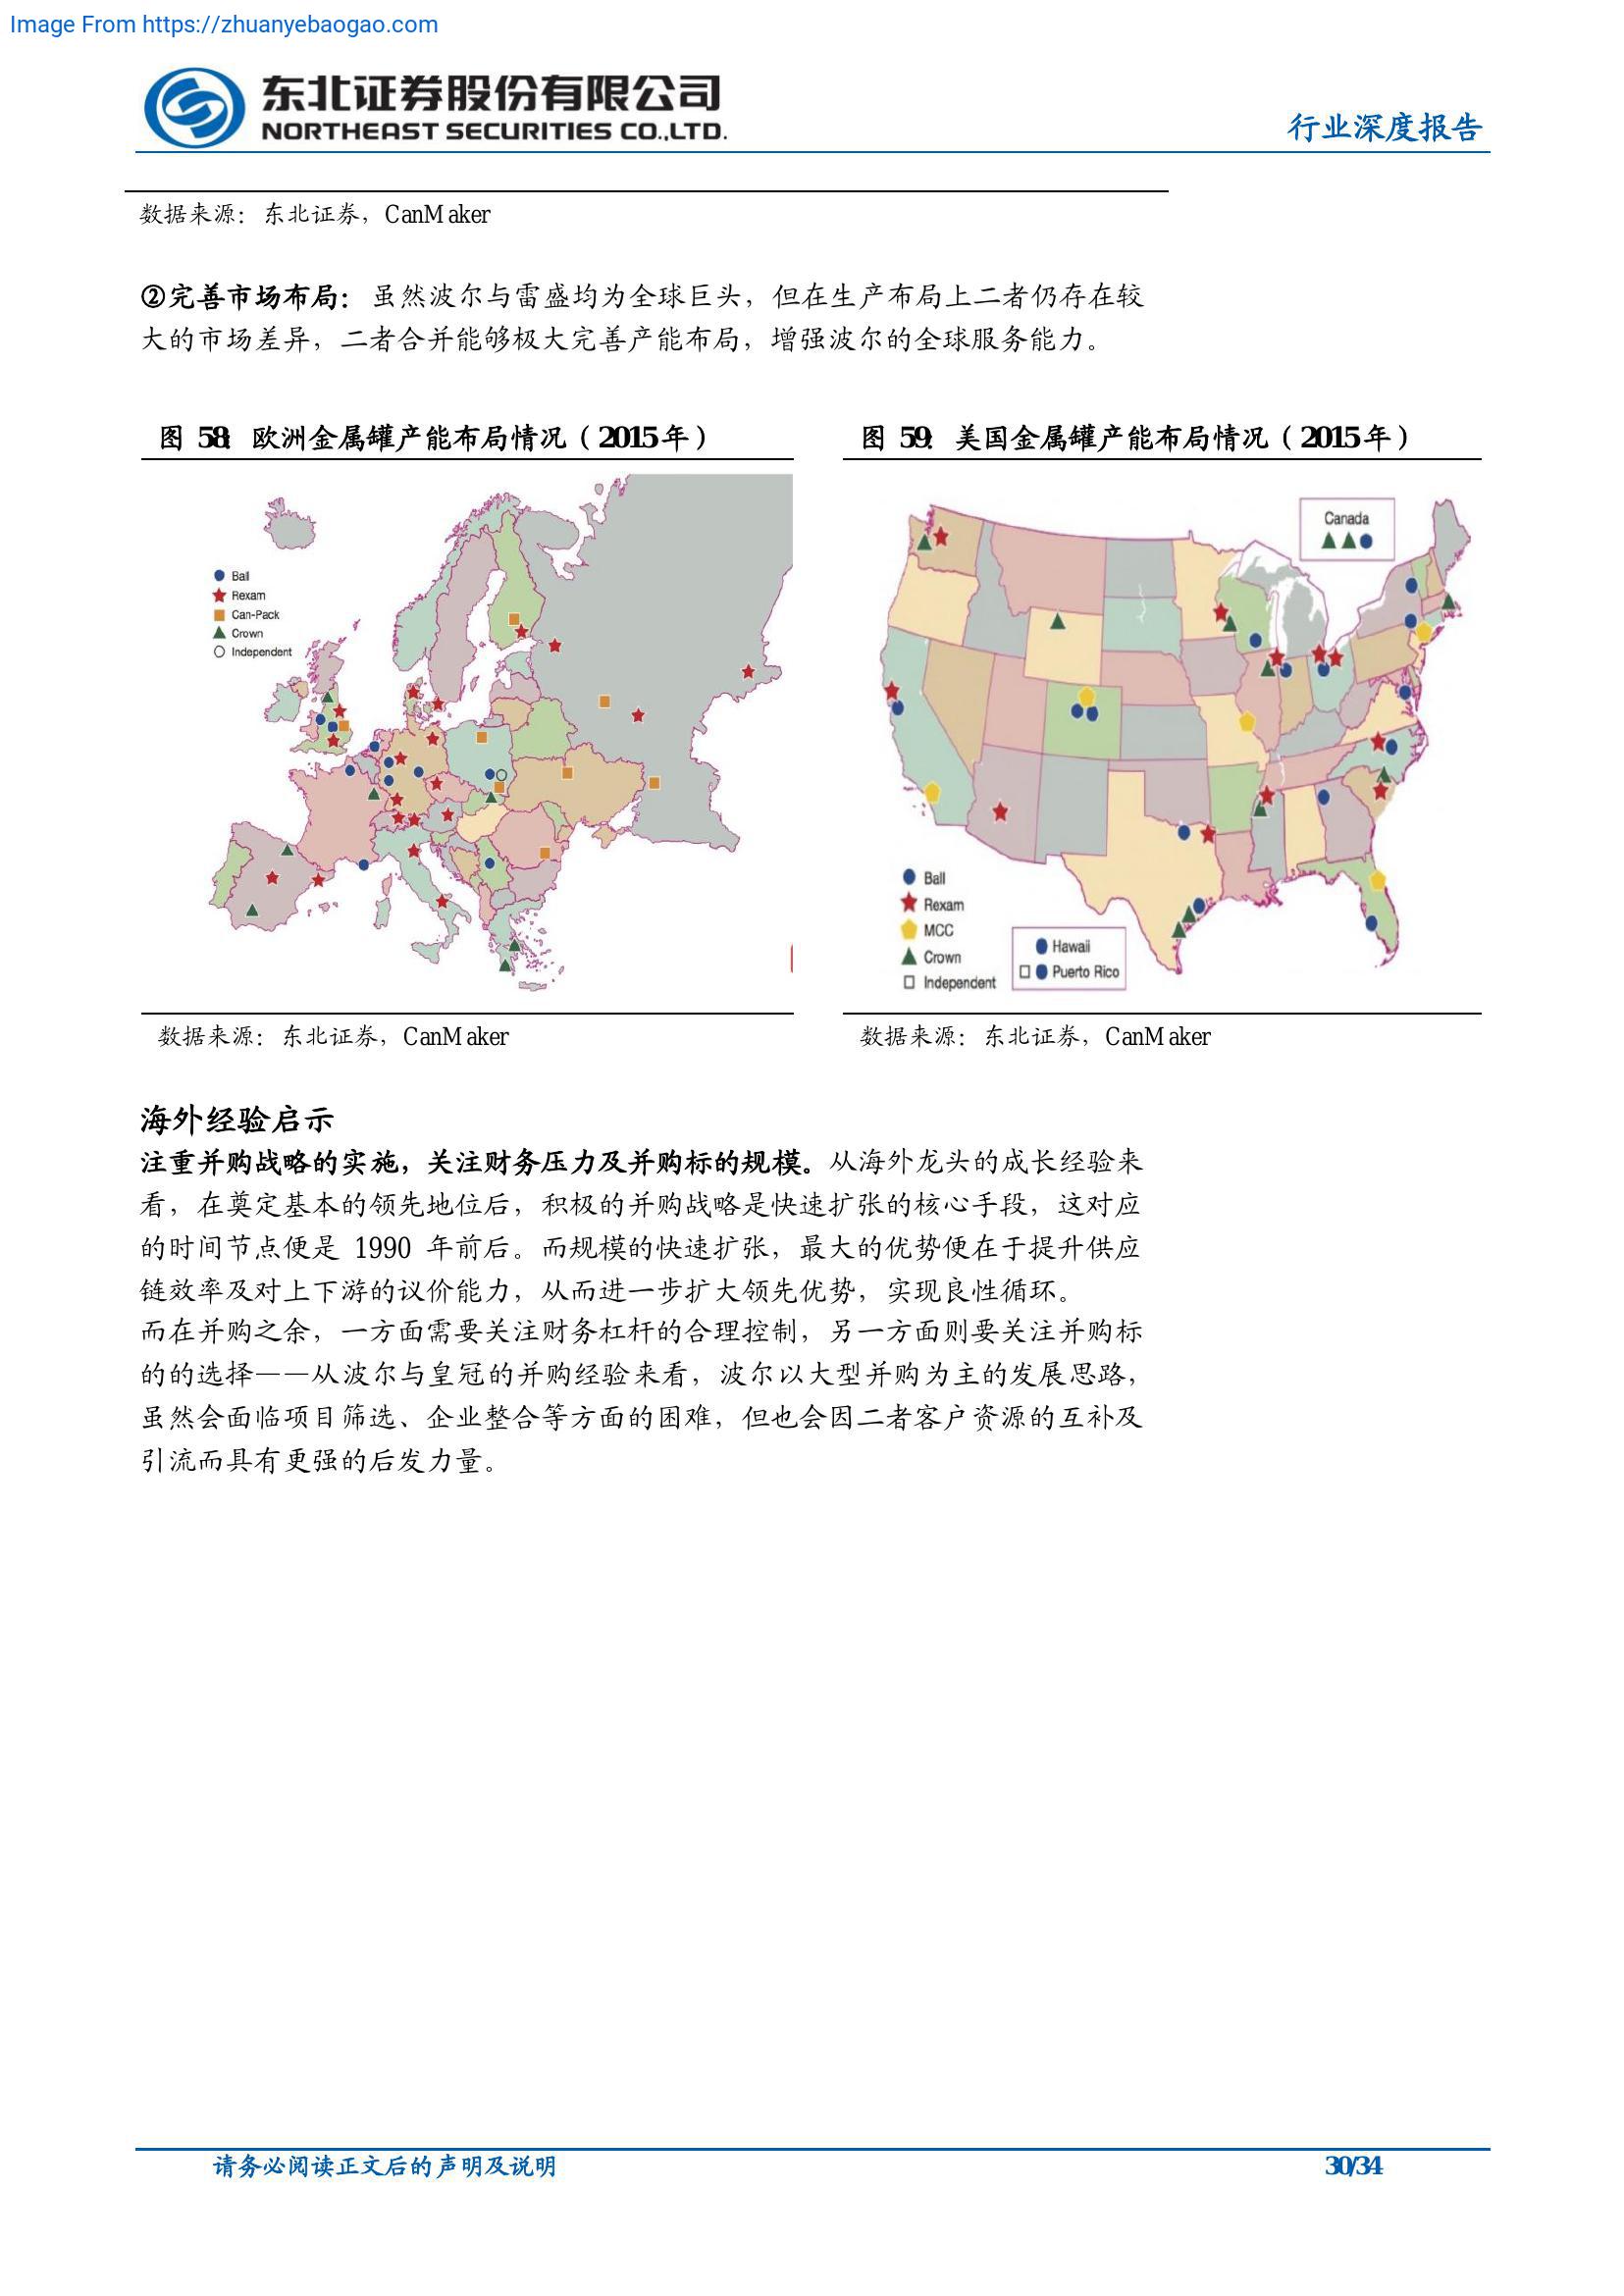 Image From https://zhuanyebaogao.com
东北证券股份有限公司
NORTHEAST SECURITIES CO.,LTD.
行业深度报告
数据来源：东北证券，CanMaker
②完善市场布局：虽然波尔与雷盛均为全球巨头，但在生产布局上二者仍存在较
大的市场差异，二者合并能够极大完善产能布局，增强波尔的全球服务能力。
图 58：欧洲金属罐产能布局情况（2015 年）
Ball
Rexam
Can-Pack
Crown
Independent
数据来源：东北证券，CanMaker
图 59：美国金属罐产能布局情况（2015 年）
Canada
Ball
Rexam
MCC
Crown
Independent
Hawaii
Puerto Rico
数据来源：东北证券，CanMaker
海外经验启示
注重并购战略的实施，关注财务压力及并购标的规模。从海外龙头的成长经验来
看，在奠定基本的领先地位后，积极的并购战略是快速扩张的核心手段，这对应
的时间节点便是 1990 年前后。而规模的快速扩张，最大的优势便在于提升供应
链效率及对上下游的议价能力，从而进一步扩大领先优势，实现良性循环。
而在并购之余，一方面需要关注财务杠杆的合理控制，另一方面则要关注并购标
的的选择——从波尔与皇冠的并购经验来看，波尔以大型并购为主的发展思路，
虽然会面临项目筛选、企业整合等方面的困难，但也会因二者客户资源的互补及
引流而具有更强的后发力量。
请务必阅读正文后的声明及说明
30/34